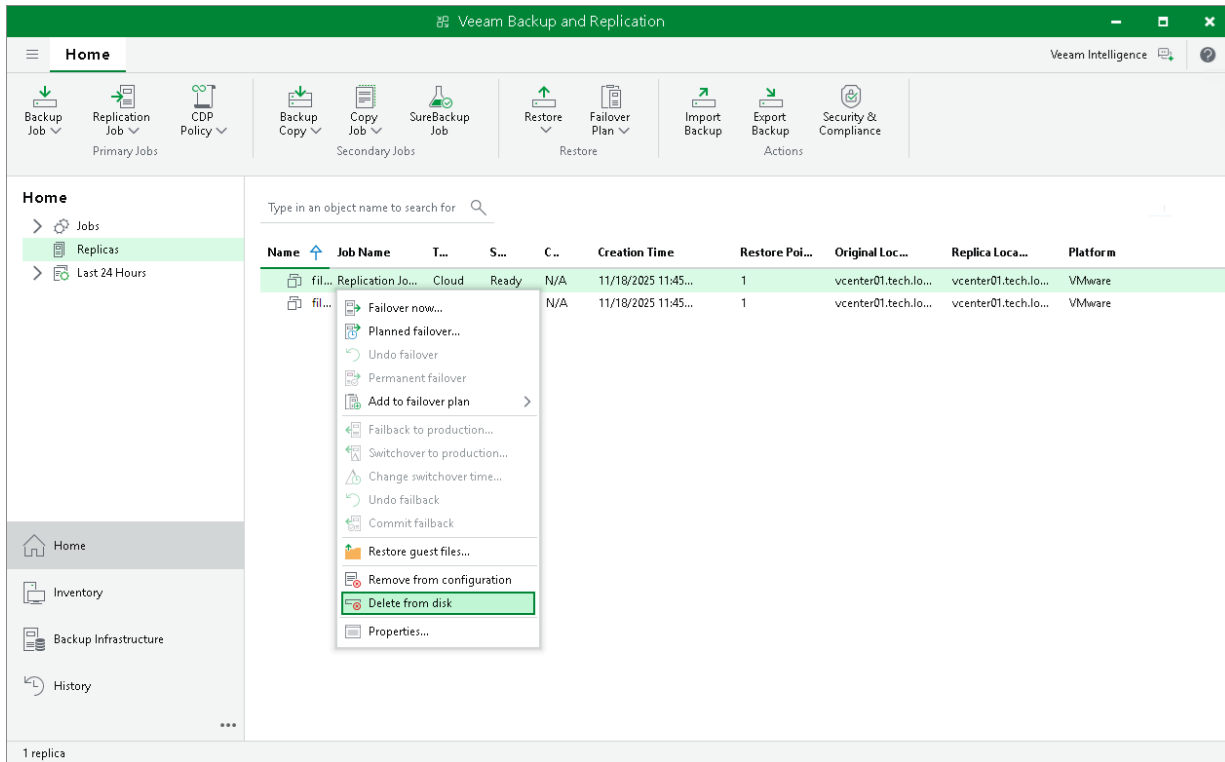 Veeam Backup and Replication
Home
Veeam Intelligence
Backup Job
Replication Job
CDP Policy
Primary Jobs
Backup Copy
Copy Job
SureBackup Job
Secondary Jobs
Restore
Failover Plan
Restore
Import Backup
Export Backup
Security & Compliance
Actions
Home
Jobs
Replicas
Last 24 Hours
Type in an object name to search for
Name Job Name T... S... C.. Creation Time Restore Poi... Original Loc... Replica Loca... Platform
fil... Replication Jo... Cloud Ready N/A 11/18/2025 11:45... 1 vcenter01.tech.lo... vcenter01.tech.lo... VMware
fil... N/A 11/18/2025 11:45... 1 vcenter01.tech.lo... vcenter01.tech.lo... VMware
Failover now...
Planned failover...
Undo failover
Permanent failover
Add to failover plan
Failback to production...
Switchover to production...
Change switchover time...
Undo failback
Commit failback
Restore guest files...
Remove from configuration
Delete from disk
Properties...
Home
Inventory
Backup Infrastructure
History
1 replica